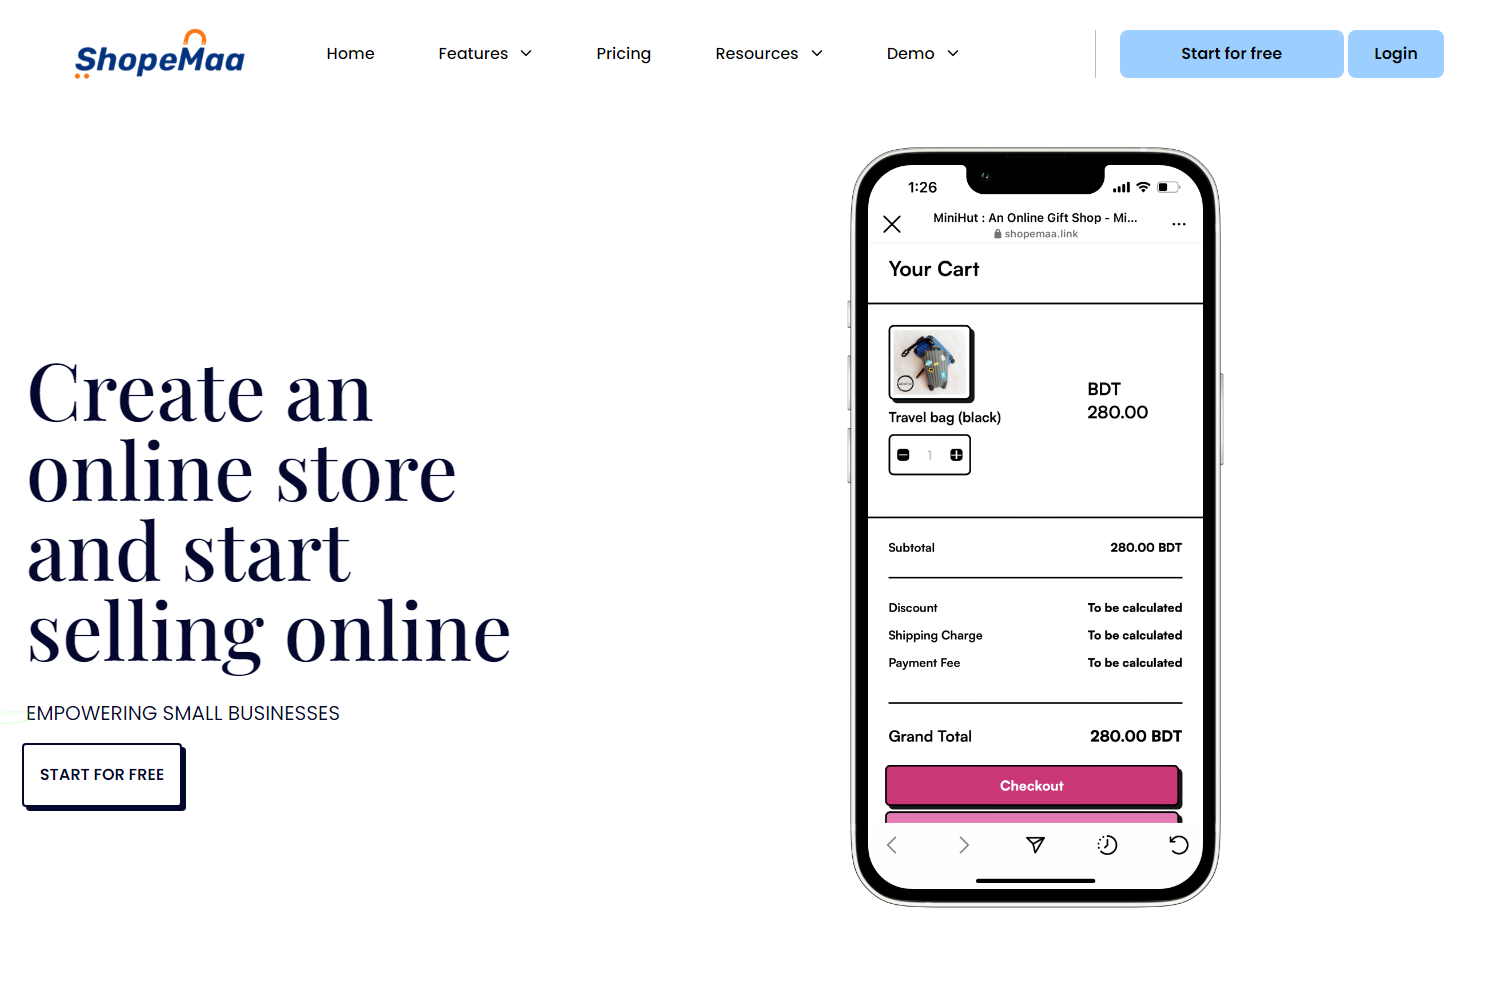 ShopeMaa
Home
Features
Pricing
Resources
Demo
Start for free
Login
Create an
online store
and start
selling online
EMPOWERING SMALL BUSINESSES
START FOR FREE
1:26
MiniHut : An Online Gift Shop - Mi...
shopemaa.link
Your Cart
Travel bag (black)
BDT
280.00
1
Subtotal 280.00 BDT
Discount To be calculated
Shipping Charge To be calculated
Payment Fee To be calculated
Grand Total 280.00 BDT
Checkout